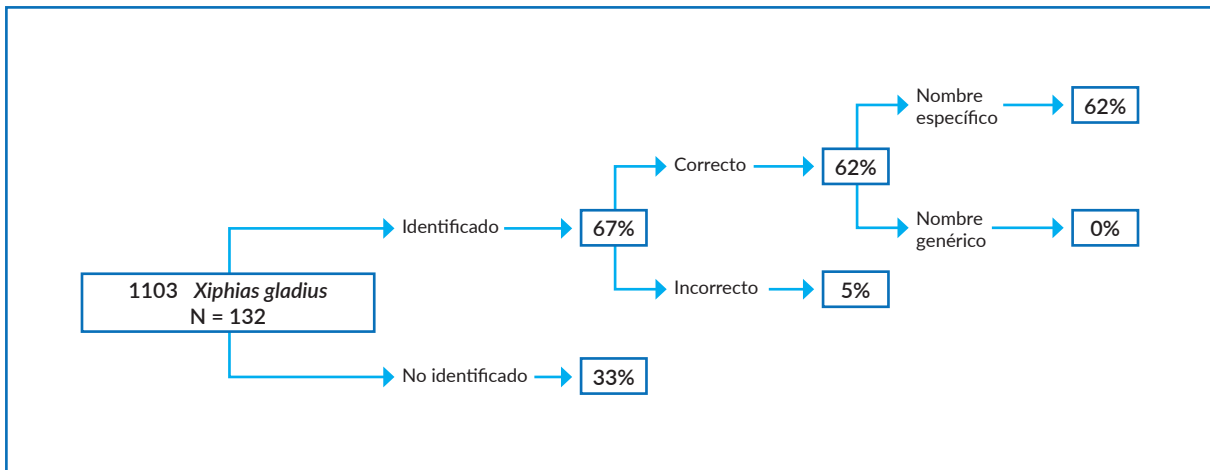 Nombre
específico
62%
Correcto
62%
Identificado
67%
Nombre
genérico
0%
Incorrecto
5%
1103 Xiphias gladius
N = 132
No identificado
33%